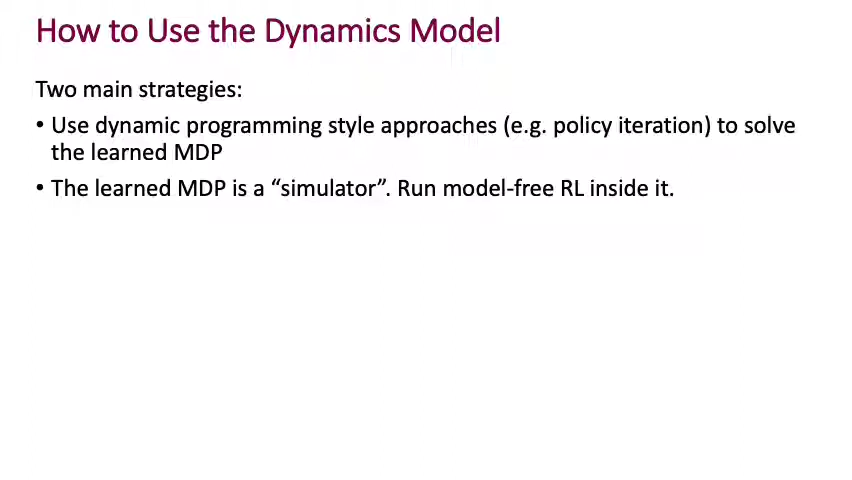 How to Use the Dynamics Model
Two main strategies:
• Use dynamic programming style approaches (e.g. policy iteration) to solve
the learned MDP
• The learned MDP is a “simulator”. Run model-free RL inside it.